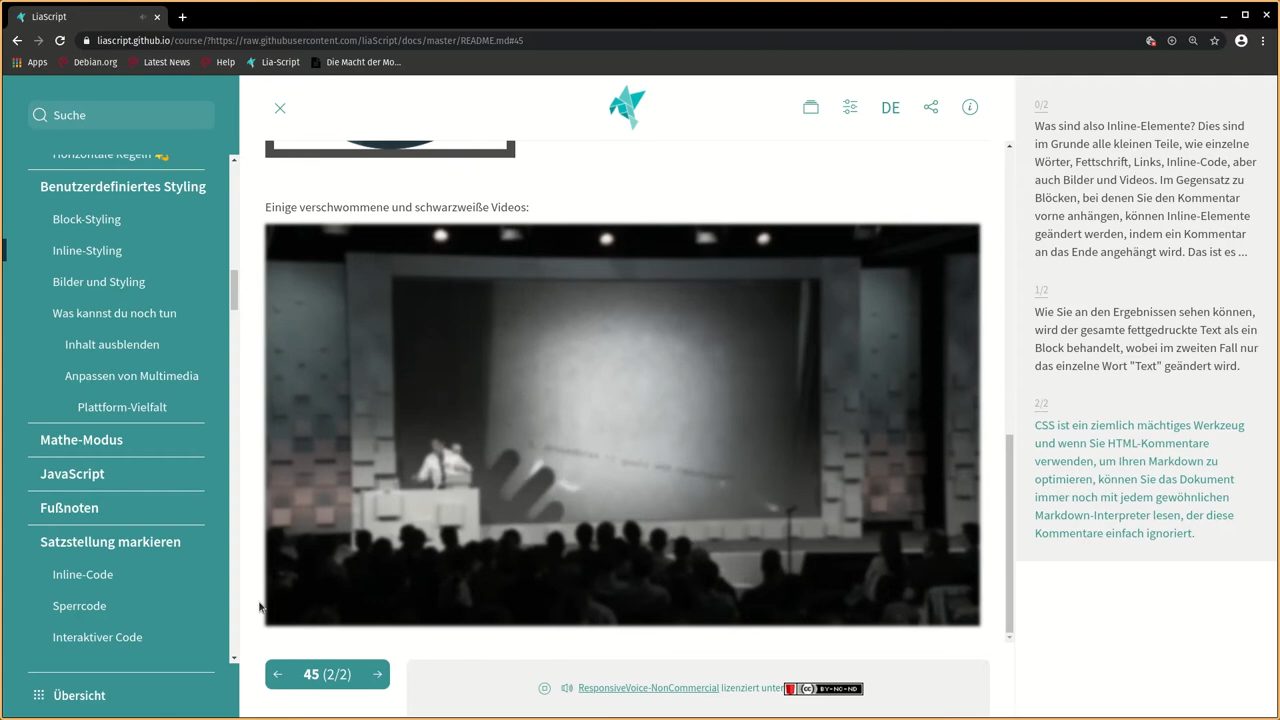 LiaScript
liascript.github.io/course/?https://raw.githubusercontent.com/liaScript/docs/master/README.md#45
Apps
Debian.org
Latest News
Help
Lia-Script
Die Macht der Mo...
Suche
Horizontale Regeln
Benutzerdefiniertes Styling
Block-Styling
Inline-Styling
Bilder und Styling
Was kannst du noch tun
Inhalt ausblenden
Anpassen von Multimedia
Plattform-Vielfalt
Mathe-Modus
JavaScript
Fußnoten
Satzstellung markieren
Inline-Code
Sperrcode
Interaktiver Code
Übersicht
DE
Einige verschwommene und schwarzweiße Videos:
45 (2/2)
ResponsiveVoice-NonCommercial lizenziert unter
CC BY-NC-ND
0/2
Was sind also Inline-Elemente? Dies sind
im Grunde alle kleinen Teile, wie einzelne
Wörter, Fettschrift, Links, Inline-Code, aber
auch Bilder und Videos. Im Gegensatz zu
Blöcken, bei denen Sie den Kommentar
vorne anhängen, können Inline-Elemente
geändert werden, indem ein Kommentar
an das Ende angehängt wird. Das ist es ...
1/2
Wie Sie an den Ergebnissen sehen können,
wird der gesamte fettgedruckte Text als ein
Block behandelt, wobei im zweiten Fall nur
das einzelne Wort "Text" geändert wird.
2/2
CSS ist ein ziemlich mächtiges Werkzeug
und wenn Sie HTML-Kommentare
verwenden, um Ihren Markdown zu
optimieren, können Sie das Dokument
immer noch mit jedem gewöhnlichen
Markdown-Interpreter lesen, der diese
Kommentare einfach ignoriert.